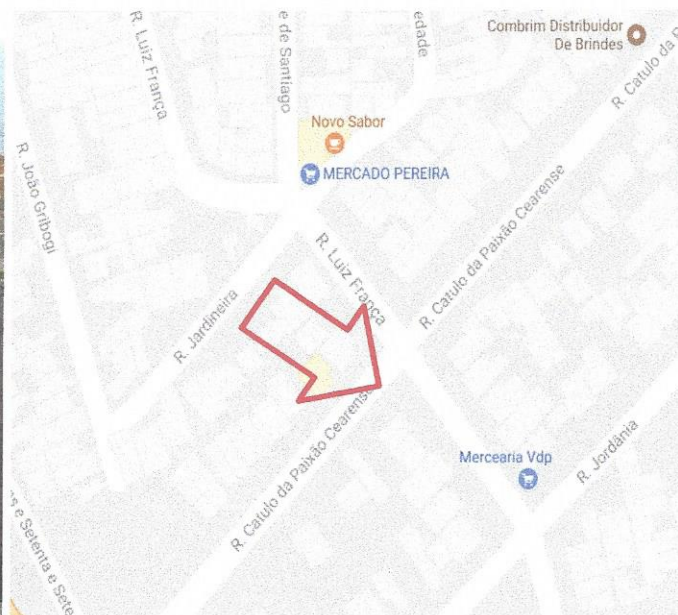 Combrim Distribuidor
De Brindes
R. Luiz França
e de Santiago
edade
R. Catulo da P
Novo Sabor
MERCADO PEREIRA
R. João Gribogi
R. Luiz França
R. Catulo da Paixão Cearense
R. Jardineira
R. Catulo da Paixão Cearense
Mercearia Vdp
R. Jordânia
s e Setenta e Sete